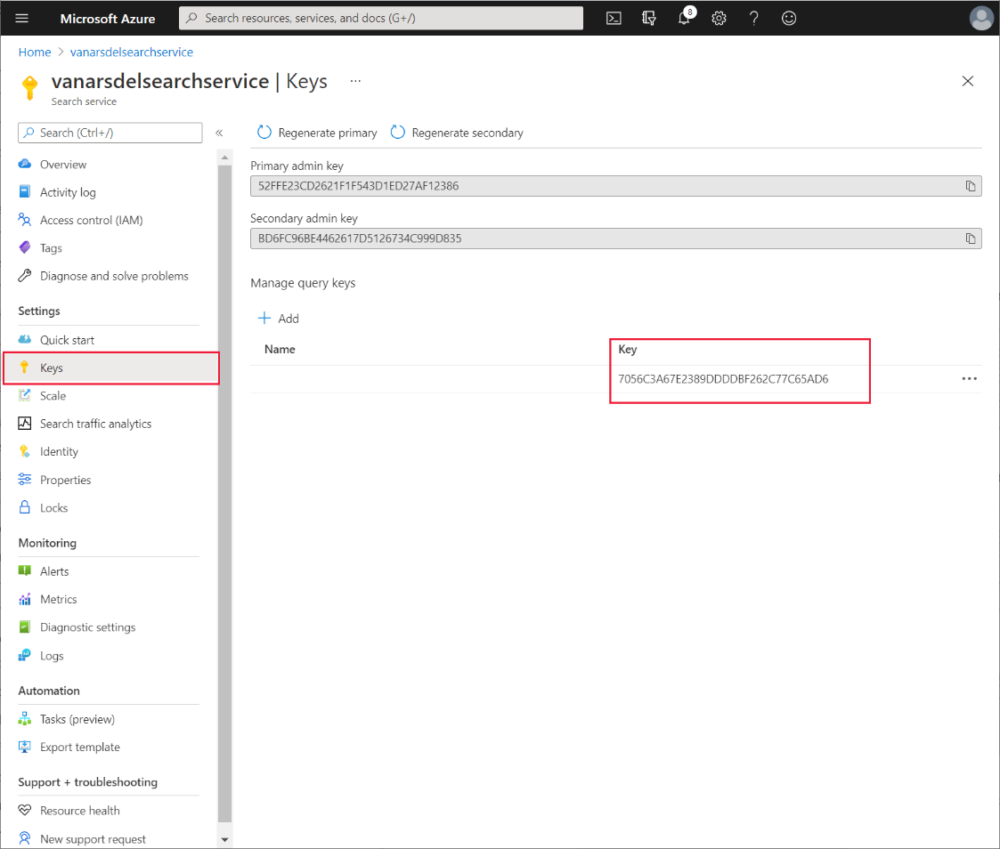 Microsoft Azure
Search resources, services, and docs (G+/)
8
Home > vanarsdelsearchservice
vanarsdelsearchservice | Keys ...
Search service
Search (Ctrl+/)
«
Overview
Activity log
Access control (IAM)
Tags
Diagnose and solve problems
Settings
Quick start
Keys
Scale
Search traffic analytics
Identity
Properties
Locks
Monitoring
Alerts
Metrics
Diagnostic settings
Logs
Automation
Tasks (preview)
Export template
Support + troubleshooting
Resource health
New support request
Regenerate primary
Regenerate secondary
Primary admin key
52FFE23CD2621F1F543D1ED27AF12386
Secondary admin key
BD6FC96BE4462617D5126734C999D835
Manage query keys
Add
Name
Key
7056C3A67E2389DDDDBF262C77C65AD6